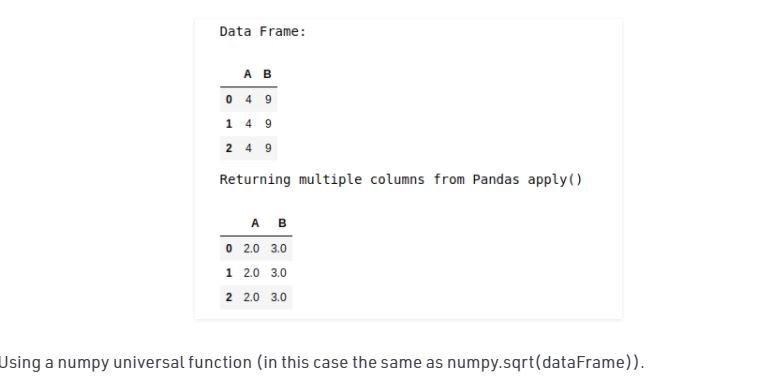 Data Frame:
A B
0 4 9
1 4 9
2 4 9
Returning multiple columns from Pandas apply()
A B
0 2.0 3.0
1 2.0 3.0
2 2.0 3.0
Using a numpy universal function (in this case the same as numpy.sqrt(dataFrame)).